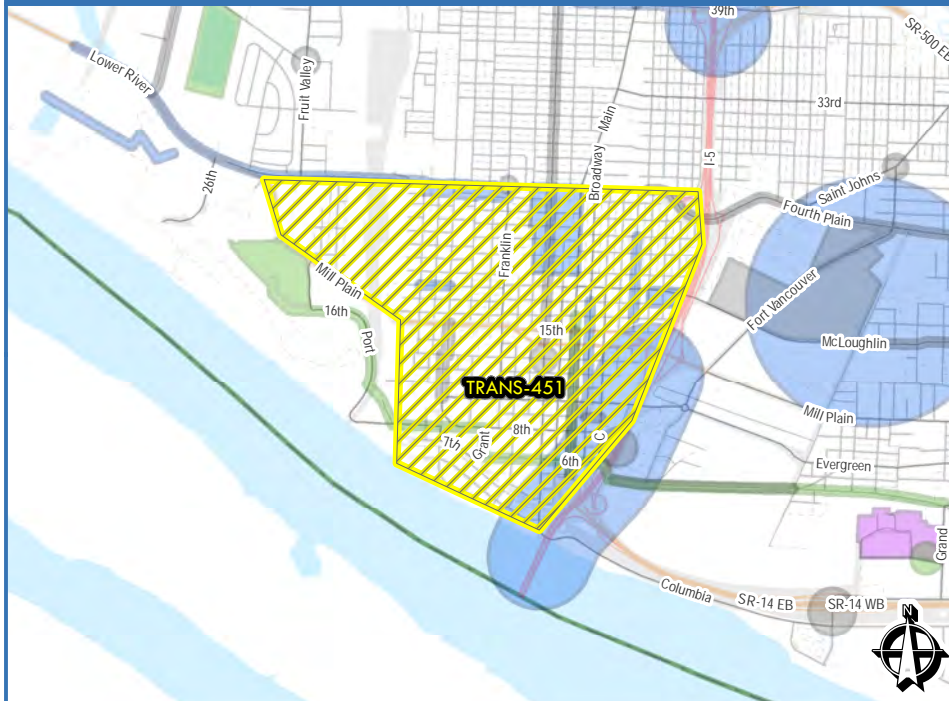 39th
SR-500 EB
Lower River
Fruit Valley
Main
33rd
Broadway
I-5
26th
Saint Johns
Fourth Plain
Franklin
Mill Plain
Fort Vancouver
16th
15th
Port
McLoughlin
TRANS-451
Mill Plain
8th
7th
Grant
C
6th
Evergreen
Grand
Columbia
SR-14 EB
SR-14 WB
N